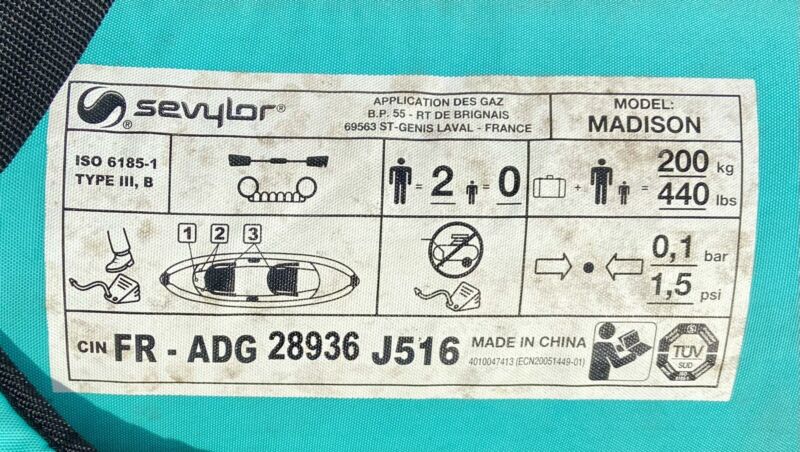 sevylor®
®
APPLICATION DES GAZ
B.P. 55 - RT DE BRIGNAIS
69563 ST-GENIS LAVAL - FRANCE
MODEL:
MADISON
ISO 6185-1
TYPE III, B
= 2 = 0
+ = 200 kg
440 lbs
1 2 3
0,1 bar
1,5 psi
CIN FR - ADG 28936 J516
MADE IN CHINA
4010047413 (ECN20051449-01)
TÜV
SUD